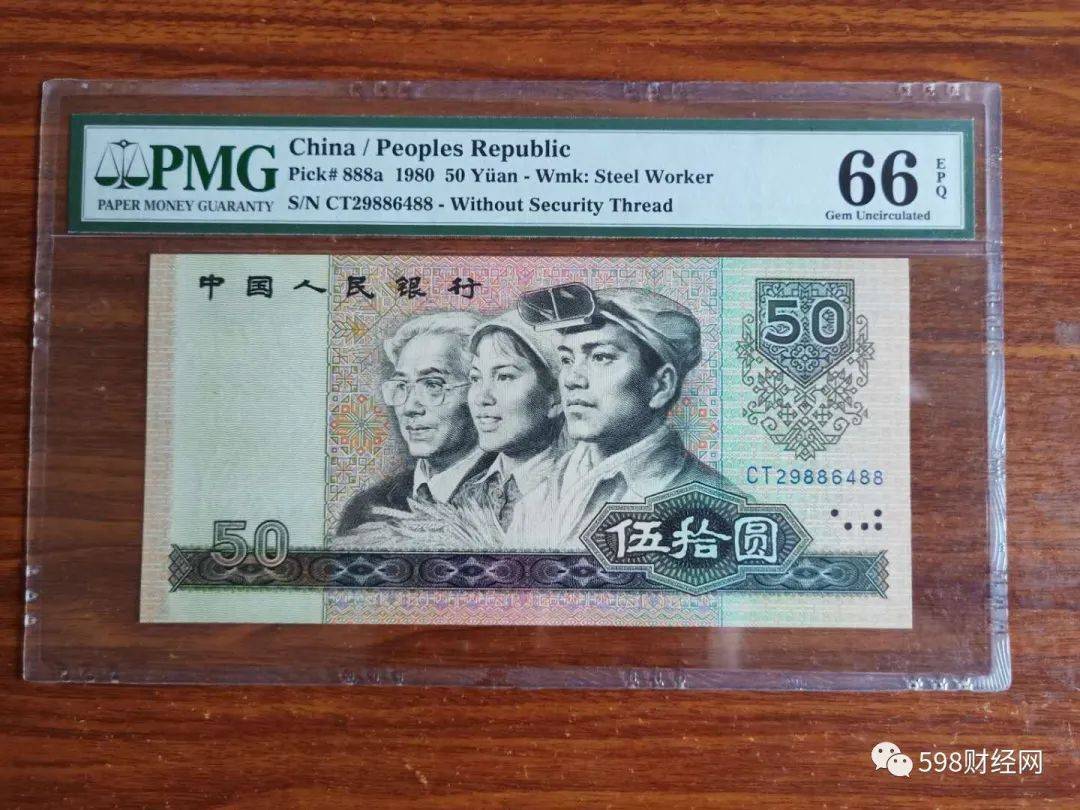 PMG
PAPER MONEY GUARANTY
China / Peoples Republic
Pick# 888a 1980 50 Yüan - Wmk: Steel Worker
S/N CT29886488 - Without Security Thread
66 EPQ
Gem Uncirculated
中国人民银行
50
CT29886488
50
伍拾圆
598财经网